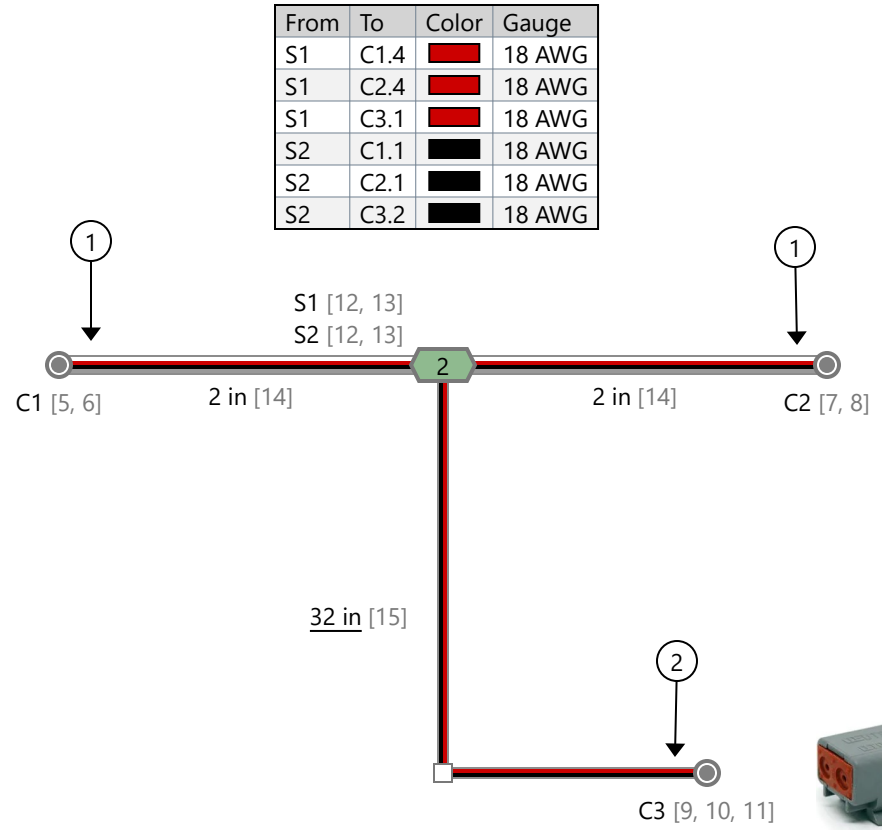 From To Color Gauge
S1 C1.4 18 AWG
S1 C2.4 18 AWG
S1 C3.1 18 AWG
S2 C1.1 18 AWG
S2 C2.1 18 AWG
S2 C3.2 18 AWG
1
1
S1 [12, 13]
S2 [12, 13]
2
C1 [5, 6]
2 in [14]
2 in [14]
C2 [7, 8]
32 in [15]
2
C3 [9, 10, 11]